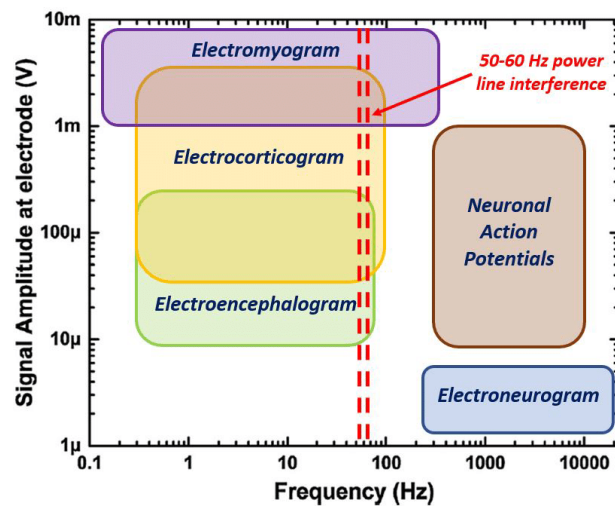 10m
1m
100µ
10µ
1µ
Signal Amplitude at electrode (V)
Electromyogram
50-60 Hz power
line interference
Electrocorticogram
Neuronal
Action
Potentials
Electroencephalogram
Electroneurogram
0.1
1
10
100
1000
10000
Frequency (Hz)